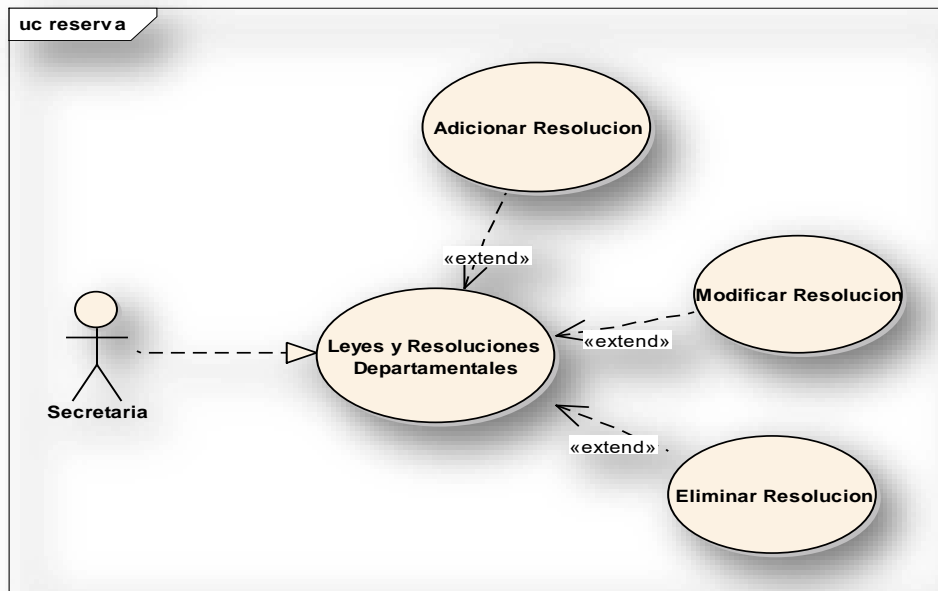 uc reserva
Adicionar Resolucion
«extend»
Modificar Resolucion
«extend»
Leyes y Resoluciones
Departamentales
Secretaria
«extend»
Eliminar Resolucion